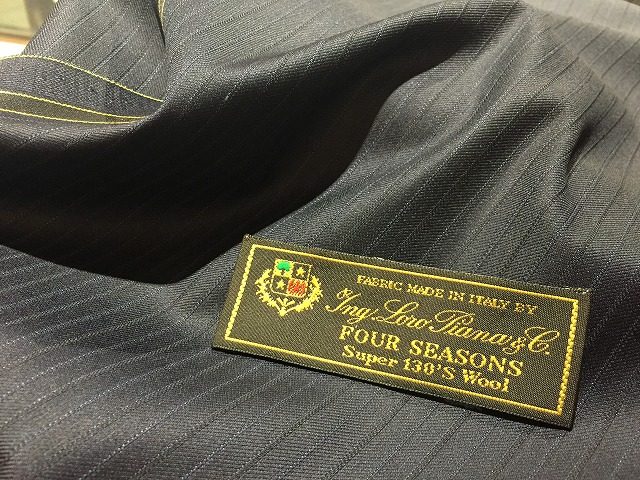 FABRIC MADE IN ITALY BY
Ing. Loro Piana & C.
FOUR SEASONS
Super 130'S Wool